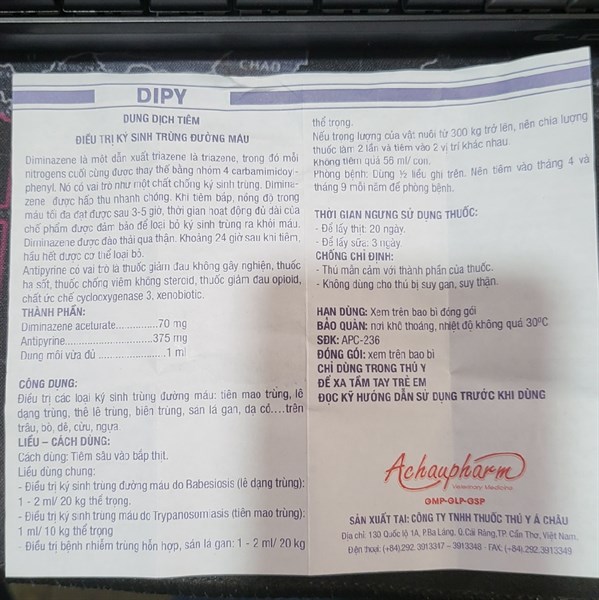 CHAO
DIPY
DUNG DỊCH TIÊM
ĐIỀU TRỊ KÝ SINH TRÙNG ĐƯỜNG MÁU
Diminazene là một dẫn xuất triazene là triazene, trong đó mỗi
nitrogens cuối cùng được thay thế bằng nhóm 4 carbamimidoy-
phenyl. Nó có vai trò như một chất chống ký sinh trùng. Dimina-
zene được hấp thu nhanh chóng. Khi tiêm bắp, nồng độ trong
máu tối đa đạt được sau 3-5 giờ, thời gian hoạt động đủ dài của
chế phẩm được đảm bảo để loại bỏ ký sinh trùng ra khỏi máu.
Diminazene được đào thải qua thận. Khoảng 24 giờ sau khi tiêm,
hầu hết được cơ thể loại bỏ.
Antipyrine có vai trò là thuốc giảm đau không gây nghiện, thuốc
hạ sốt, thuốc chống viêm không steroid, thuốc giảm đau opioid,
chất ức chế cyclooxygenase 3, xenobiotic.
THÀNH PHẦN:
Diminazene aceturate.............70 mg
Antipyrine...........................375 mg
Dung môi vừa đủ....................1 ml
CÔNG DỤNG:
Điều trị các loại ký sinh trùng đường máu: tiên mao trùng, lê
dạng trùng, thê lê trùng, biên trùng, sán lá gan, dạ cỏ....trên
trâu, bò, dê, cừu, ngựa
LIỀU – CÁCH DÙNG:
Cách dùng: Tiêm sâu vào bắp thịt.
Liều dùng chung:
- Điều trị ký sinh trùng đường máu do Babesiosis (lê dạng trùng):
1 - 2 ml/ 20 kg thể trọng.
- Điều trị ký sinh trùng máu do Trypanosomasis (tiên mao trùng):
1 ml/ 10 kg thể trọng
- Điều trị bệnh nhiễm trùng hỗn hợp, sán lá gan: 1 - 2 ml/ 20 kg
thể trọng.
Nếu trọng lượng của vật nuôi từ 300 kg trở lên, nên chia lượng
thuốc làm 2 lần và tiêm vào 2 vị trí khác nhau.
Không tiêm quá 56 ml/ con.
Phòng bệnh: Dùng ½ liều ghi trên. Nên tiêm vào tháng 4 và
tháng 9 mỗi năm để phòng bệnh.
THỜI GIAN NGƯNG SỬ DỤNG THUỐC:
- Để lấy thịt: 20 ngày.
- Để lấy sữa: 3 ngày.
CHỐNG CHỈ ĐỊNH:
- Thú mẫn cảm với thành phần của thuốc.
- Không dùng cho thú bị suy gan, suy thận.
HẠN DÙNG: Xem trên bao bì đóng gói
BẢO QUẢN: nơi khô thoáng, nhiệt độ không quá 30⁰C
SĐK: APC-236
ĐÓNG GÓI: xem trên bao bì
CHỈ DÙNG TRONG THÚ Y
ĐỂ XA TẦM TAY TRẺ EM
ĐỌC KỸ HƯỚNG DẪN SỬ DỤNG TRƯỚC KHI DÙNG
Achaupharm
Veterinary Medicine
GMP-GLP-GSP
SẢN XUẤT TẠI: CÔNG TY TNHH THUỐC THÚ Y Á CHÂU
Địa chỉ: 130 Quốc lộ 1A, P.Ba Láng, Q.Cái Răng,TP. Cần Thơ, Việt Nam.
Điện thoại: (+84).292.3913347 – 3913348 - FAX: (+84).292.3913349